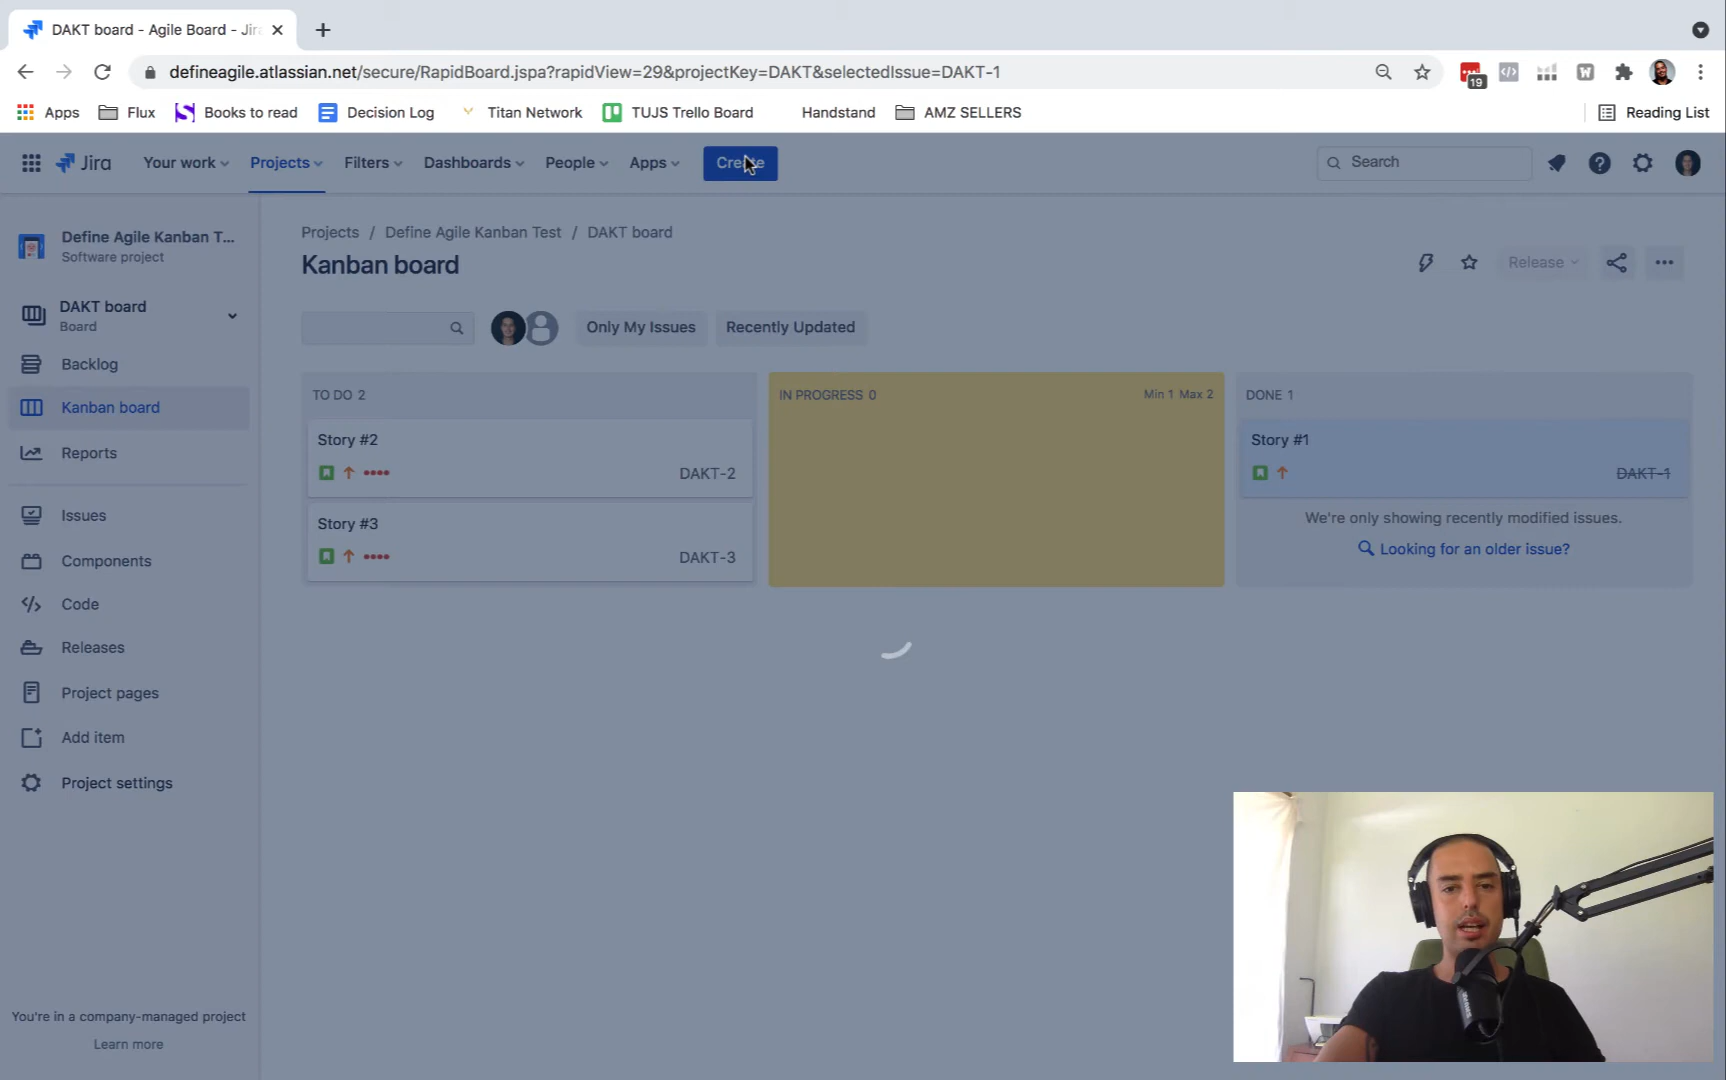 DAKT board - Agile Board - Jir
defineagile.atlassian.net/secure/RapidBoard.jspa?rapidView=29&projectKey=DAKT&selectedIssue=DAKT-1
19
Apps
Flux
Books to read
Decision Log
Titan Network
TUJS Trello Board
Handstand
AMZ SELLERS
Reading List
Jira
Your work
Projects
Filters
Dashboards
People
Apps
Create
Search
Define Agile Kanban T...
Software project
DAKT board
Board
Backlog
Kanban board
Reports
Issues
Components
Code
Releases
Project pages
Add item
Project settings
You're in a company-managed project
Learn more
Projects / Define Agile Kanban Test / DAKT board
Kanban board
Release
Only My Issues
Recently Updated
TO DO 2
Story #2
DAKT-2
Story #3
DAKT-3
IN PROGRESS 0
Min 1 Max 2
DONE 1
Story #1
DAKT-1
We're only showing recently modified issues.
Looking for an older issue?